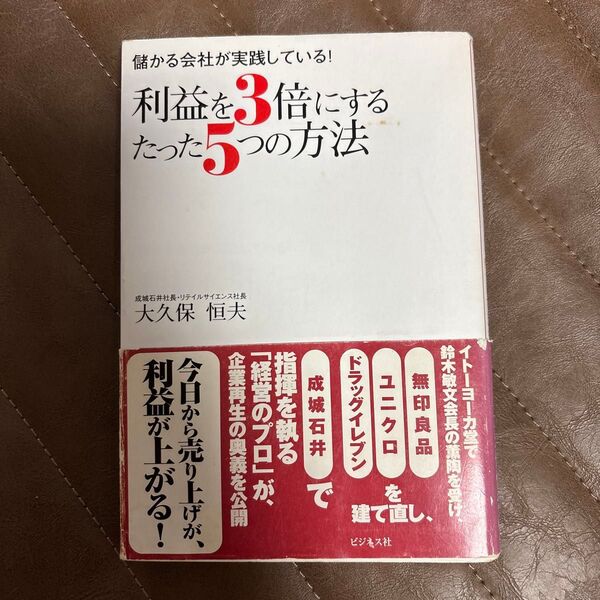 儲かる会社が実践している!
利益を3倍にする
たった5つの方法
成城石井社長・リテイルサイエンス社長
大久保 恒夫
イトーヨーカ堂で
鈴木敏文会長の薫陶を受け
無印良品
ユニクロ
ドラッグイレブン
を建て直し、
成城石井
で
指揮を執る
「経営のプロ」が、
企業再生の奥義を公開
今日から売り上げが、
利益が上がる!
ビジネス社